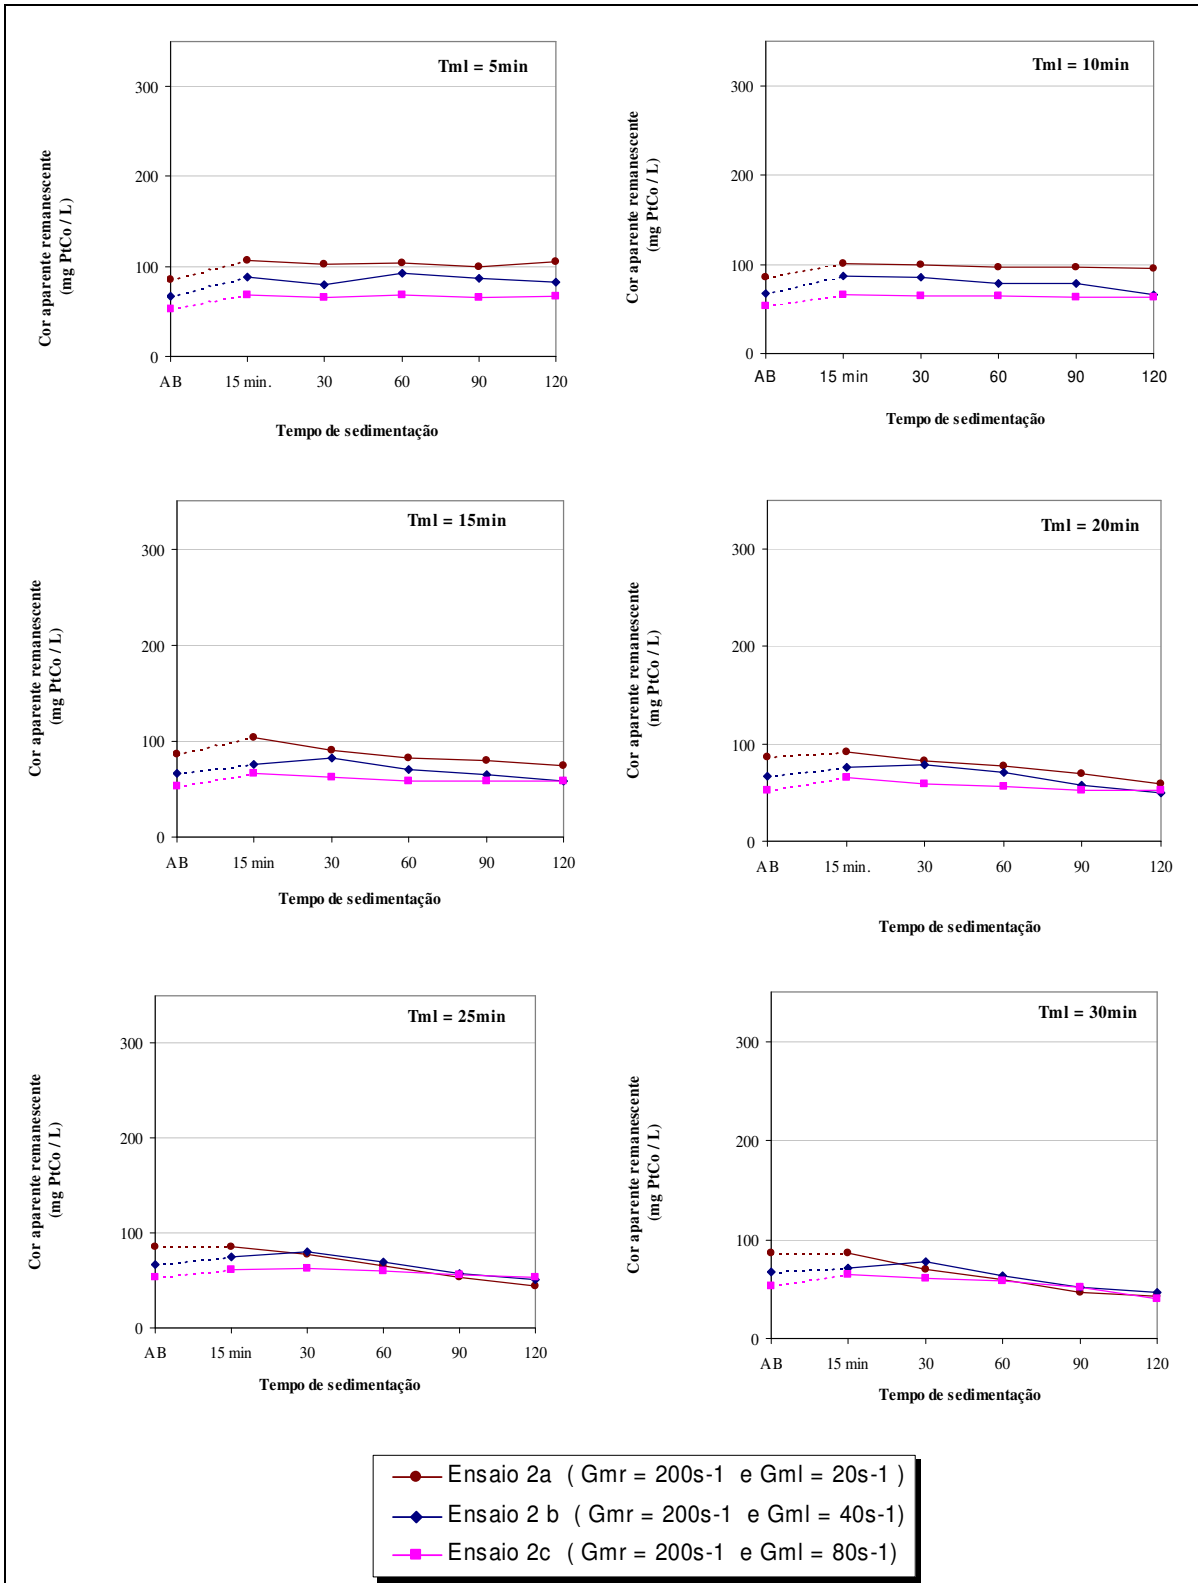 Tml = 5min
Cor aparente remanescente
(mg PtCo / L)
300
200
100
0
AB 15 min. 30 60 90 120
Tempo de sedimentação
Tml = 10min
Cor aparente remanescente
(mg PtCo / L)
300
200
100
0
AB 15 min 30 60 90 120
Tempo de sedimentação
Tml = 15min
Cor aparente remanescente
(mg PtCo / L)
300
200
100
0
AB 15 min 30 60 90 120
Tempo de sedimentação
Tml = 20min
Cor aparente remanescente
(mg PtCo / L)
300
200
100
0
AB 15 min. 30 60 90 120
Tempo de sedimentação
Tml = 25min
Cor aparente remanescente
(mg PtCo / L)
300
200
100
0
AB 15 min 30 60 90 120
Tempo de sedimentação
Tml = 30min
Cor aparente remanescente
(mg PtCo / L)
300
200
100
0
AB 15 min 30 60 90 120
Tempo de sedimentação
Ensaio 2a ( Gmr = 200s-1 e Gml = 20s-1 )
Ensaio 2 b ( Gmr = 200s-1 e Gml = 40s-1)
Ensaio 2c ( Gmr = 200s-1 e Gml = 80s-1)